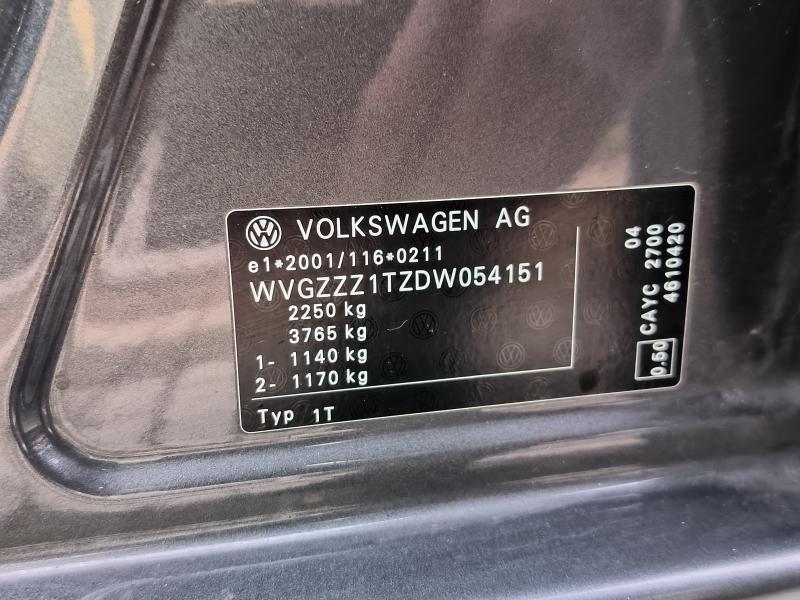 VOLKSWAGEN AG
e1*2001/116*0211
WVGZZZ1TZDW054151
2250 kg
3765 kg
1- 1140 kg
2- 1170 kg
Typ 1T
04
CAYC 2700
0.50 4610420